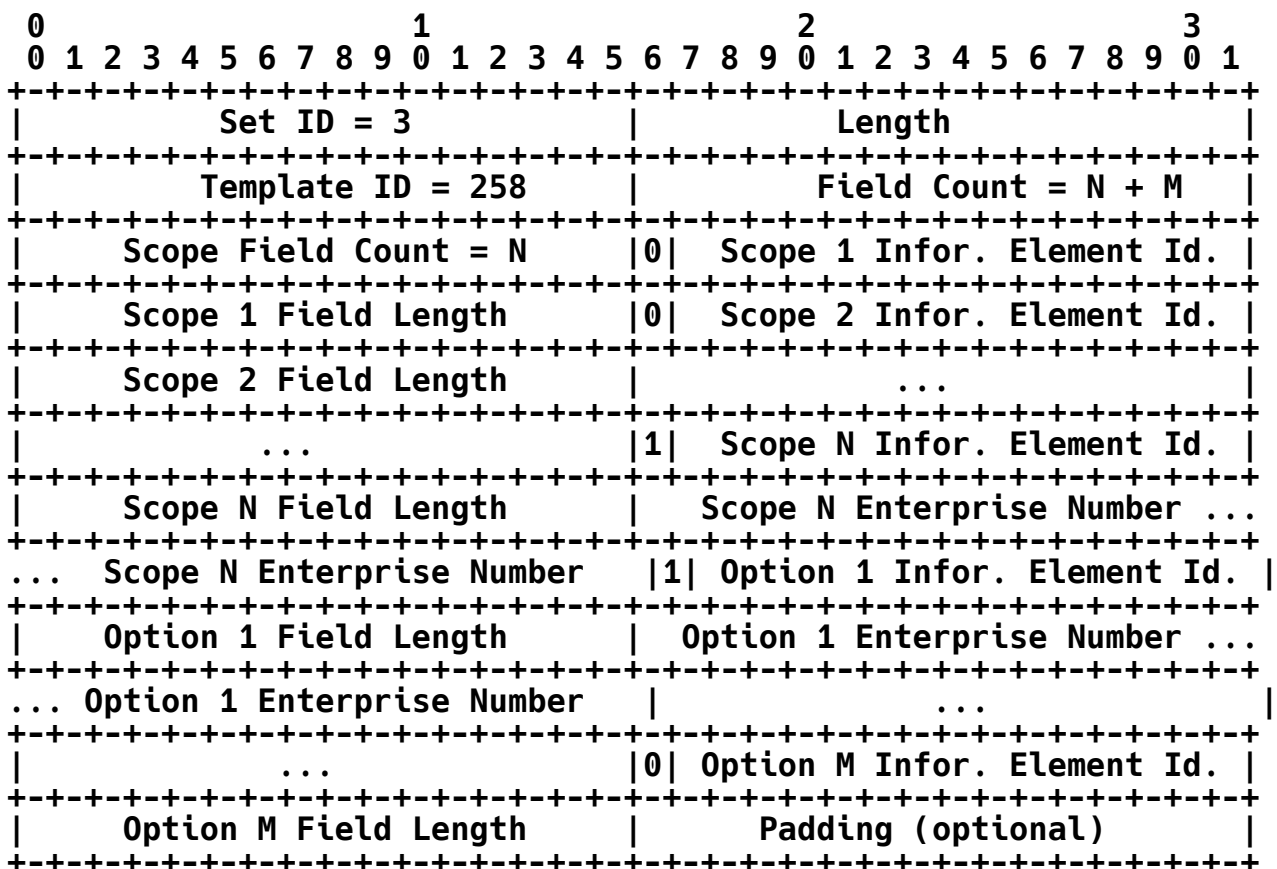 0                   1                   2                   3
 0 1 2 3 4 5 6 7 8 9 0 1 2 3 4 5 6 7 8 9 0 1 2 3 4 5 6 7 8 9 0 1
+-+-+-+-+-+-+-+-+-+-+-+-+-+-+-+-+-+-+-+-+-+-+-+-+-+-+-+-+-+-+-+-+
|          Set ID = 3           |          Length               |
+-+-+-+-+-+-+-+-+-+-+-+-+-+-+-+-+-+-+-+-+-+-+-+-+-+-+-+-+-+-+-+-+
|         Template ID = 258     |         Field Count = N + M   |
+-+-+-+-+-+-+-+-+-+-+-+-+-+-+-+-+-+-+-+-+-+-+-+-+-+-+-+-+-+-+-+-+
|     Scope Field Count = N     |0|  Scope 1 Infor. Element Id. |
+-+-+-+-+-+-+-+-+-+-+-+-+-+-+-+-+-+-+-+-+-+-+-+-+-+-+-+-+-+-+-+-+
|     Scope 1 Field Length      |0|  Scope 2 Infor. Element Id. |
+-+-+-+-+-+-+-+-+-+-+-+-+-+-+-+-+-+-+-+-+-+-+-+-+-+-+-+-+-+-+-+-+
|     Scope 2 Field Length      |             ...               |
+-+-+-+-+-+-+-+-+-+-+-+-+-+-+-+-+-+-+-+-+-+-+-+-+-+-+-+-+-+-+-+-+
|            ...                |1|  Scope N Infor. Element Id. |
+-+-+-+-+-+-+-+-+-+-+-+-+-+-+-+-+-+-+-+-+-+-+-+-+-+-+-+-+-+-+-+-+
|     Scope N Field Length      |   Scope N Enterprise Number ...
+-+-+-+-+-+-+-+-+-+-+-+-+-+-+-+-+-+-+-+-+-+-+-+-+-+-+-+-+-+-+-+-+
...  Scope N Enterprise Number   |1| Option 1 Infor. Element Id. |
+-+-+-+-+-+-+-+-+-+-+-+-+-+-+-+-+-+-+-+-+-+-+-+-+-+-+-+-+-+-+-+-+
|    Option 1 Field Length      |  Option 1 Enterprise Number ...
+-+-+-+-+-+-+-+-+-+-+-+-+-+-+-+-+-+-+-+-+-+-+-+-+-+-+-+-+-+-+-+-+
... Option 1 Enterprise Number   |              ...              |
+-+-+-+-+-+-+-+-+-+-+-+-+-+-+-+-+-+-+-+-+-+-+-+-+-+-+-+-+-+-+-+-+
|             ...               |0| Option M Infor. Element Id. |
+-+-+-+-+-+-+-+-+-+-+-+-+-+-+-+-+-+-+-+-+-+-+-+-+-+-+-+-+-+-+-+-+
|     Option M Field Length     |      Padding (optional)       |
+-+-+-+-+-+-+-+-+-+-+-+-+-+-+-+-+-+-+-+-+-+-+-+-+-+-+-+-+-+-+-+-+